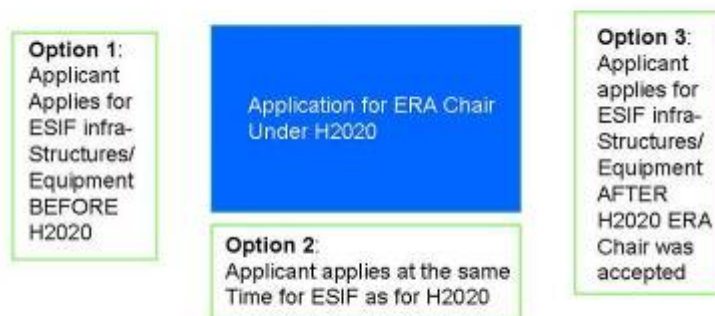 Option 1:
Applicant
Applies for
ESIF infra-
Structures/
Equipment
BEFORE
H2020
Application for ERA Chair
Under H2020
Option 2:
Applicant applies at the same
Time for ESIF as for H2020
Option 3:
Applicant
applies for
ESIF infra-
Structures/
Equipment
AFTER
H2020 ERA
Chair was
accepted